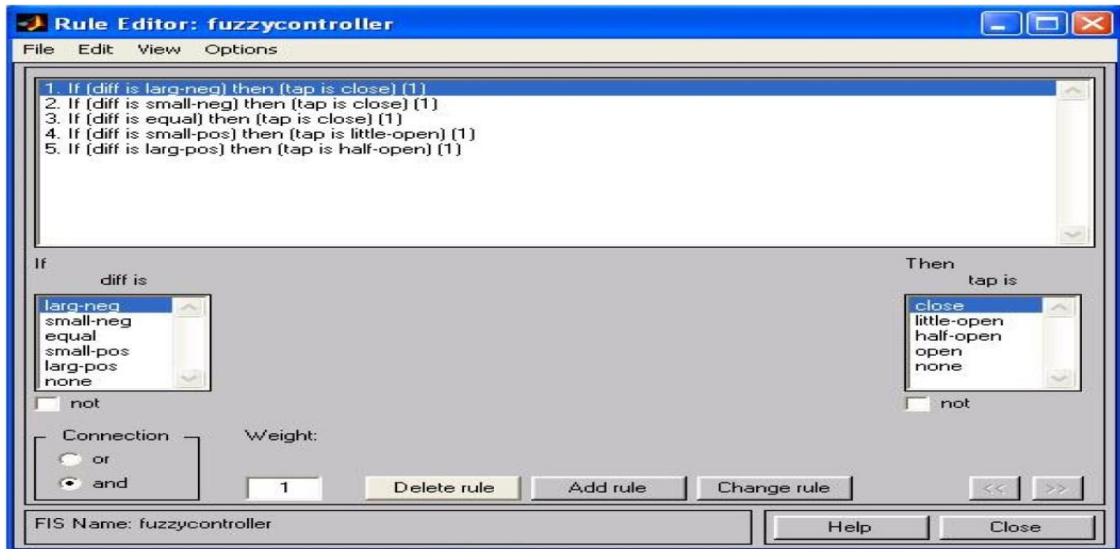 Rule Editor: fuzzycontroller
File Edit View Options
1. If (diff is larg-neg) then (tap is close) (1)
2. If (diff is small-neg) then (tap is close) (1)
3. If (diff is equal) then (tap is close) (1)
4. If (diff is small-pos) then (tap is little-open) (1)
5. If (diff is larg-pos) then (tap is half-open) (1)
If
diff is
larg-neg
small-neg
equal
small-pos
larg-pos
none
not
Then
tap is
close
little-open
half-open
open
none
not
Connection
or
and
Weight:
1
Delete rule
Add rule
Change rule
<<
>>
FIS Name: fuzzycontroller
Help
Close